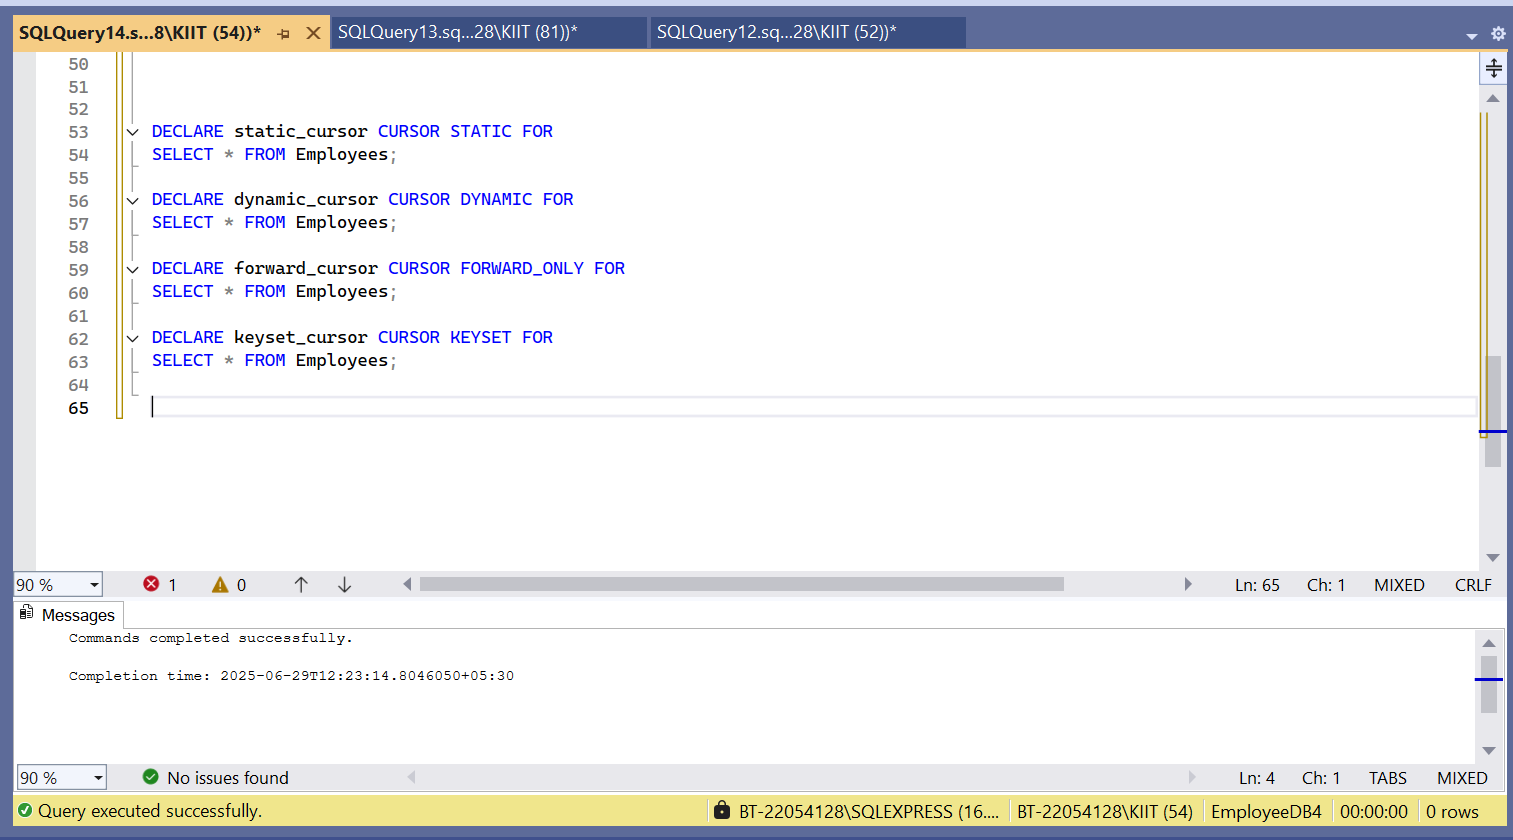 SQLQuery14.s...8\KIIT (54))* SQLQuery13.sq...28\KIIT (81))* SQLQuery12.sq...28\KIIT (52))*
50
51
52
53 DECLARE static_cursor CURSOR STATIC FOR
54 SELECT * FROM Employees;
55
56 DECLARE dynamic_cursor CURSOR DYNAMIC FOR
57 SELECT * FROM Employees;
58
59 DECLARE forward_cursor CURSOR FORWARD_ONLY FOR
60 SELECT * FROM Employees;
61
62 DECLARE keyset_cursor CURSOR KEYSET FOR
63 SELECT * FROM Employees;
64
65
90 % 1 0 Ln: 65 Ch: 1 MIXED CRLF
Messages
Commands completed successfully.
Completion time: 2025-06-29T12:23:14.8046050+05:30
90 % No issues found Ln: 4 Ch: 1 TABS MIXED
Query executed successfully. BT-22054128\SQLEXPRESS (16.... BT-22054128\KIIT (54) EmployeeDB4 00:00:00 0 rows